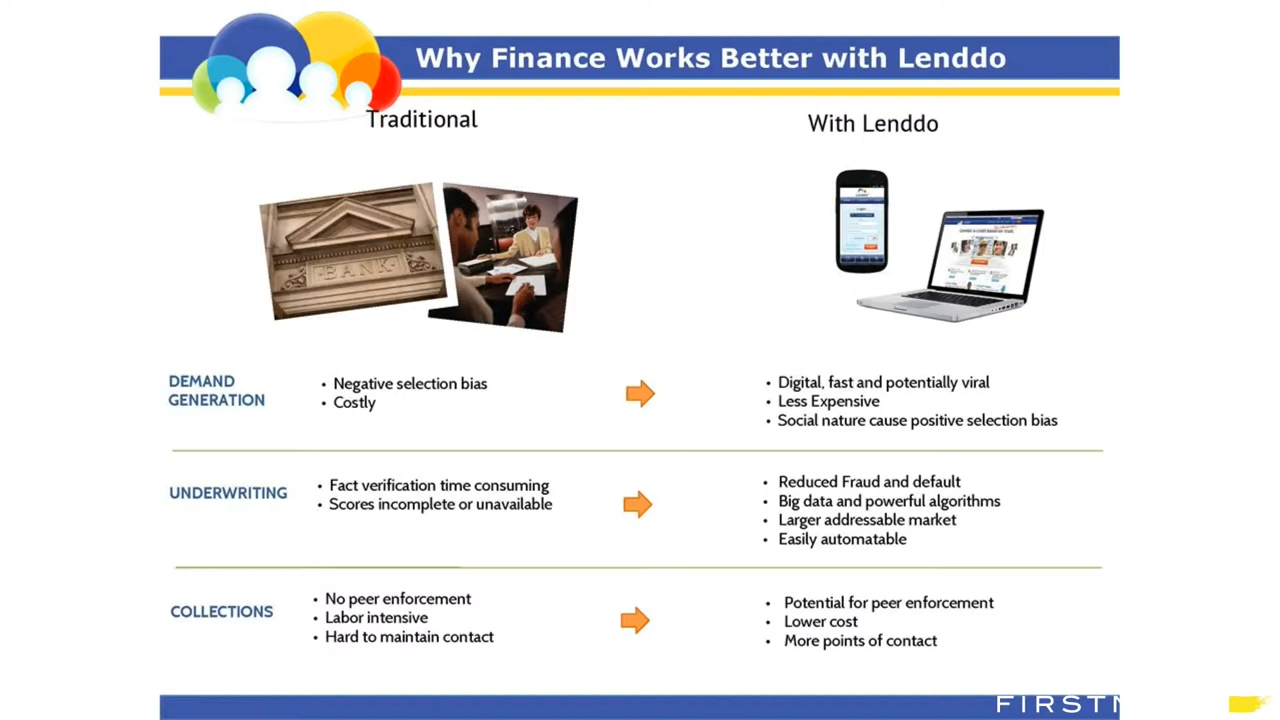 Why Finance Works Better with Lenddo
Traditional
With Lenddo
BANK
DEMAND
GENERATION
• Negative selection bias
• Costly
• Digital, fast and potentially viral
• Less Expensive
• Social nature cause positive selection bias
UNDERWRITING
• Fact verification time consuming
• Scores incomplete or unavailable
• Reduced Fraud and default
• Big data and powerful algorithms
• Larger addressable market
• Easily automatable
COLLECTIONS
• No peer enforcement
• Labor intensive
• Hard to maintain contact
• Potential for peer enforcement
• Lower cost
• More points of contact